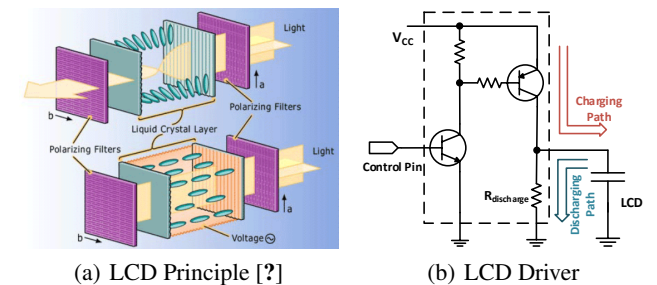 Light
a
Polarizing Filters
b
Liquid Crystal Layer
Polarizing Filters
Light
a
b
Voltage
(a) LCD Principle [?]
VCC
Charging
Path
Control Pin
Rdischarge
Discharging
Path
LCD
(b) LCD Driver